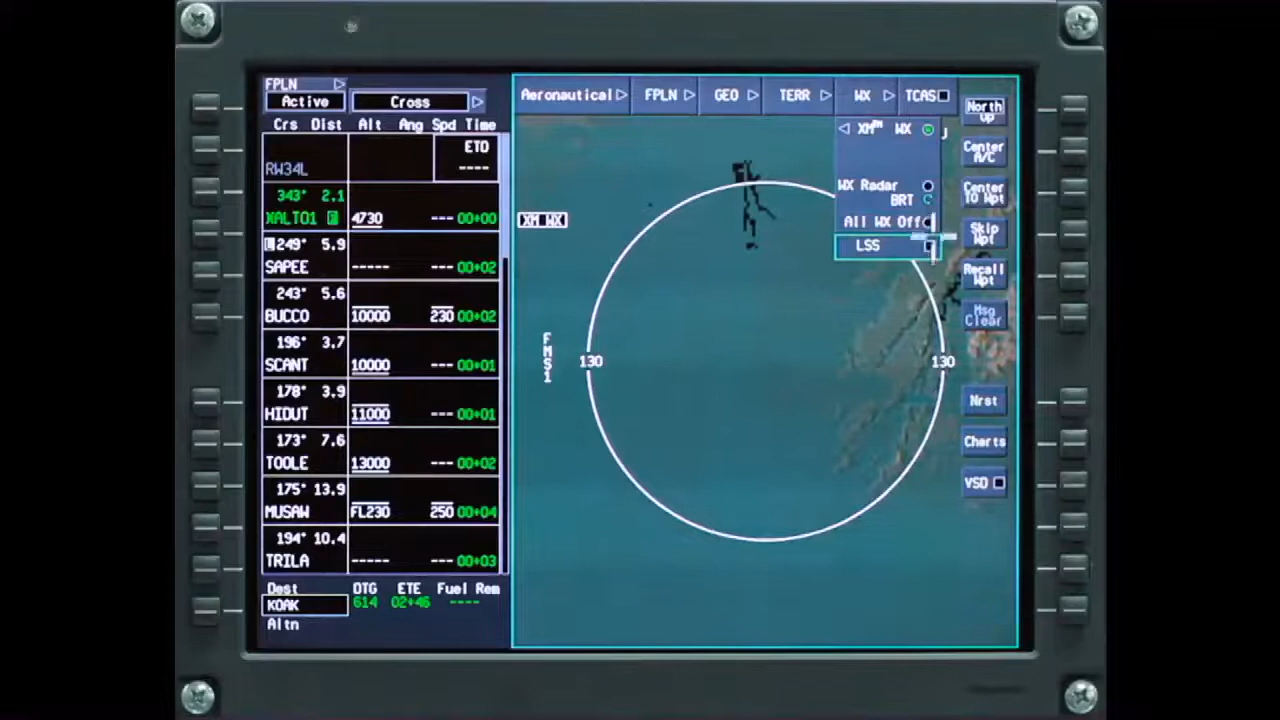 FPLN
Active
Cross
Crs Dist Alt Ang Spd Time
RW34L
ETO
----
343° 2.1
XALTO1 4730 --- 00+00
249° 5.9
SAPEE ----- --- 00+02
243° 5.6
BUCCO 10000 230 00+02
196° 3.7
SCANT 10000 --- 00+01
178° 3.9
HIDUT 11000 --- 00+01
173° 7.6
TOOLE 13000 --- 00+02
175° 13.9
MUSAW FL230 250 00+04
194° 10.4
TRILA ----- --- 00+03
Dest DTG ETE Fuel Rem
KOAK 614 02+46 ----
Altn
Aeronautical FPLN GEO TERR WX TCAS
XM™ WX
WX Radar
BRT
All WX Off
LSS
XM WX
FMS1
130
130
North Up
Center A/C
Center TO Wpt
Skip Wpt
Recall Wpt
Msg Clear
Nrst
Charts
VSD